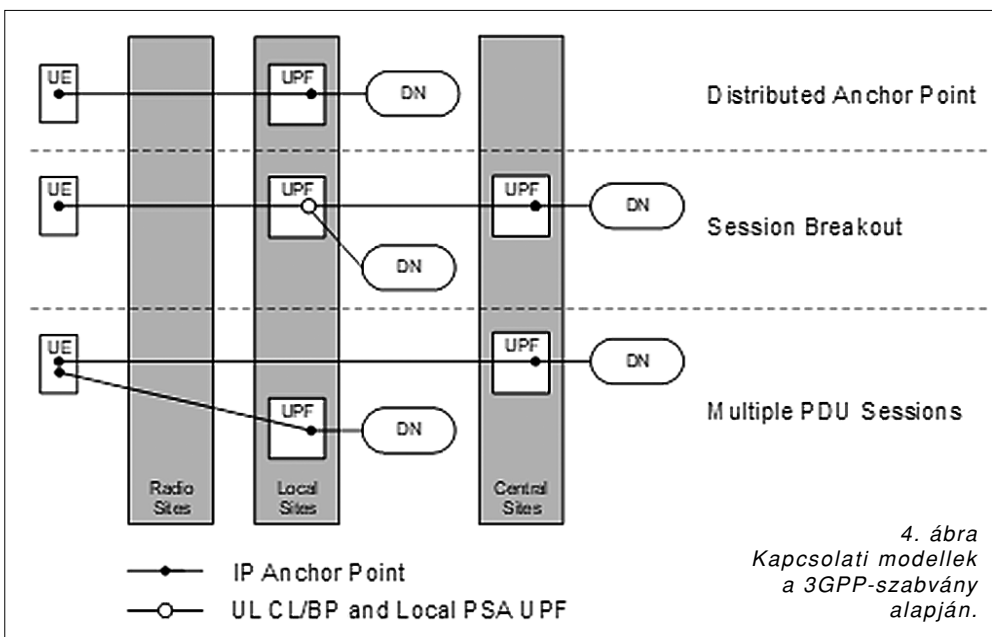 UE
UPF
DN
Distributed Anchor Point
UE
UPF
UPF
DN
Session Breakout
DN
UE
UPF
DN
UPF
DN
Multiple PDU Sessions
Radio
Sites
Local
Sites
Central
Sites
IP Anchor Point
UL CL/BP and Local PSA UPF
4. ábra
Kapcsolati modellek
a 3GPP-szabvány
alapján.